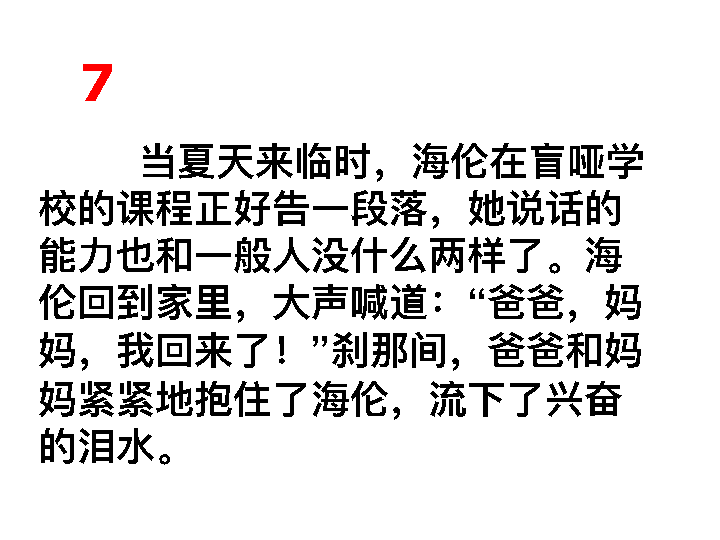 7
当夏天来临时，海伦在盲哑学
校的课程正好告一段落，她说话的
能力也和一般人没什么两样了。海
伦回到家里，大声喊道：“爸爸，妈
妈，我回来了！”刹那间，爸爸和妈
妈紧紧地抱住了海伦，流下了兴奋
的泪水。